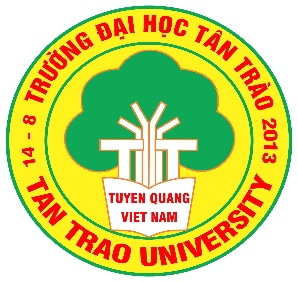 14 - 8 TRƯỜNG ĐẠI HỌC TÂN TRÀO 2013
TT
TUYEN QUANG
VIET NAM
TAN TRAO UNIVERSITY